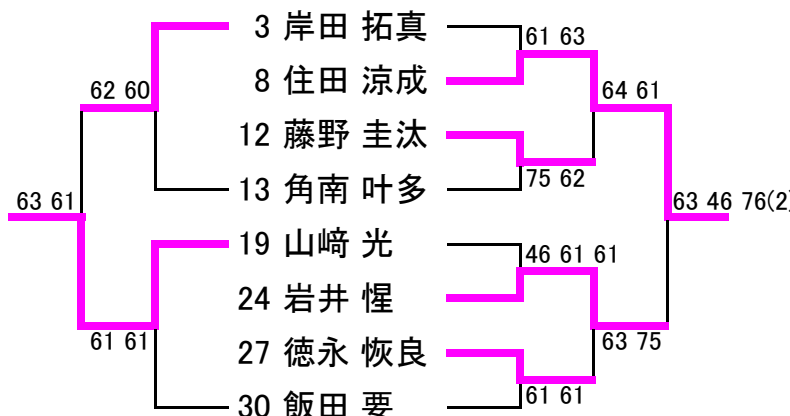 3 岸田 拓真
61 63
8 住田 涼成
62 60
64 61
12 藤野 圭汰
75 62
13 角南 叶多
63 61
63 46 76(2)
19 山﨑 光
46 61 61
24 岩井 惺
61 61
63 75
27 徳永 恢良
61 61
30 飯田 要